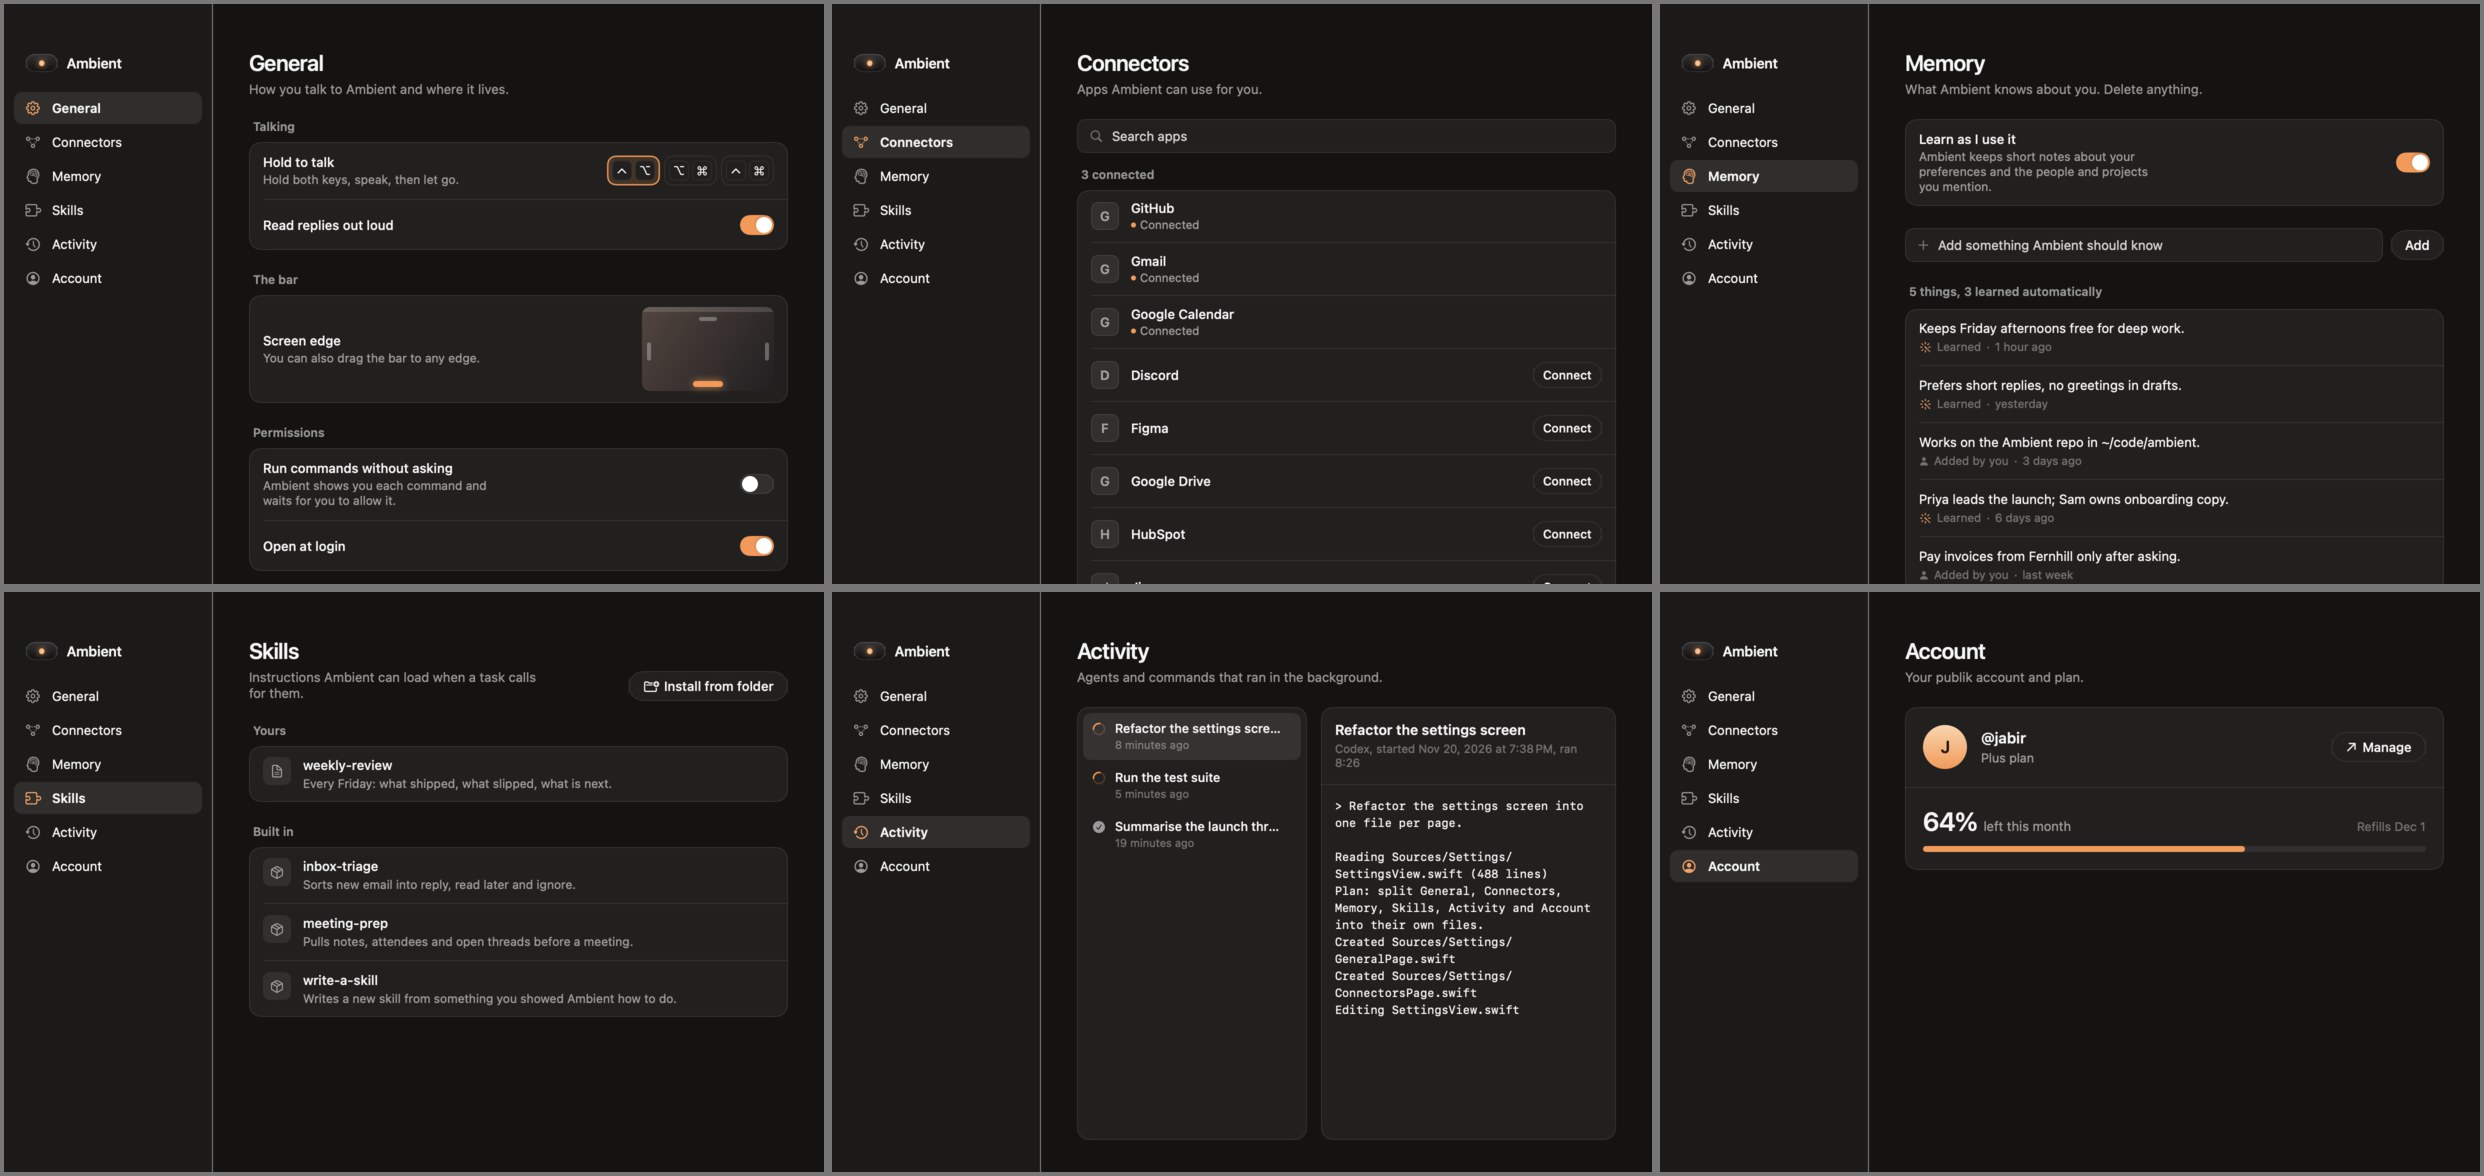 Ambient
General
Connectors
Memory
Skills
Activity
Account
General
How you talk to Ambient and where it lives.
Talking
Hold to talk
Hold both keys, speak, then let go.
⌃ ⌥ ⌥ ⌘ ⌃ ⌘
Read replies out loud
The bar
Screen edge
You can also drag the bar to any edge.
Permissions
Run commands without asking
Ambient shows you each command and
waits for you to allow it.
Open at login
Ambient
General
Connectors
Memory
Skills
Activity
Account
Connectors
Apps Ambient can use for you.
Search apps
3 connected
G GitHub
Connected
G Gmail
Connected
G Google Calendar
Connected
D Discord Connect
F Figma Connect
G Google Drive Connect
H HubSpot Connect
Ambient
General
Connectors
Memory
Skills
Activity
Account
Memory
What Ambient knows about you. Delete anything.
Learn as I use it
Ambient keeps short notes about your
preferences and the people and projects
you mention.
+ Add something Ambient should know Add
5 things, 3 learned automatically
Keeps Friday afternoons free for deep work.
Learned · 1 hour ago
Prefers short replies, no greetings in drafts.
Learned · yesterday
Works on the Ambient repo in ~/code/ambient.
Added by you · 3 days ago
Priya leads the launch; Sam owns onboarding copy.
Learned · 6 days ago
Pay invoices from Fernhill only after asking.
Added by you · last week
Ambient
General
Connectors
Memory
Skills
Activity
Account
Skills
Instructions Ambient can load when a task calls
for them.
Install from folder
Yours
weekly-review
Every Friday: what shipped, what slipped, what is next.
Built in
inbox-triage
Sorts new email into reply, read later and ignore.
meeting-prep
Pulls notes, attendees and open threads before a meeting.
write-a-skill
Writes a new skill from something you showed Ambient how to do.
Ambient
General
Connectors
Memory
Skills
Activity
Account
Activity
Agents and commands that ran in the background.
Refactor the settings scre...
8 minutes ago
Run the test suite
5 minutes ago
Summarise the launch thr...
19 minutes ago
Refactor the settings screen
Codex, started Nov 20, 2026 at 7:38 PM, ran
8:26
> Refactor the settings screen into
one file per page.
Reading Sources/Settings/
SettingsView.swift (488 lines)
Plan: split General, Connectors,
Memory, Skills, Activity and Account
into their own files.
Created Sources/Settings/
GeneralPage.swift
Created Sources/Settings/
ConnectorsPage.swift
Editing SettingsView.swift
Ambient
General
Connectors
Memory
Skills
Activity
Account
Account
Your publik account and plan.
J @jabir
Plus plan
Manage
64% left this month Refills Dec 1